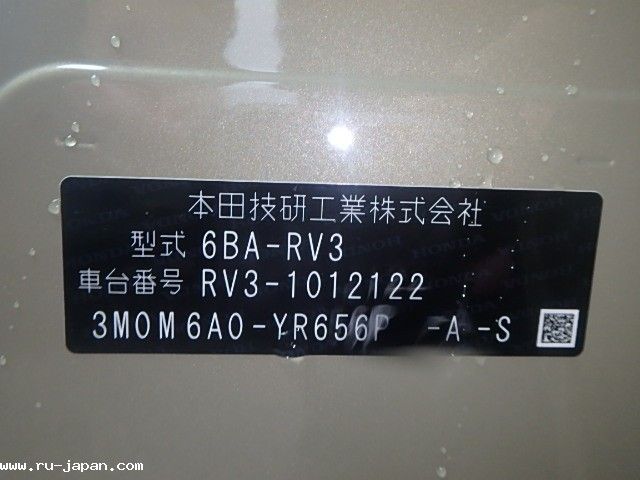 本田技研工業株式会社
型式 6BA-RV3
車台番号 RV3-1012122
3M0M6A0-YR656P -A -S
www.ru-japan.com